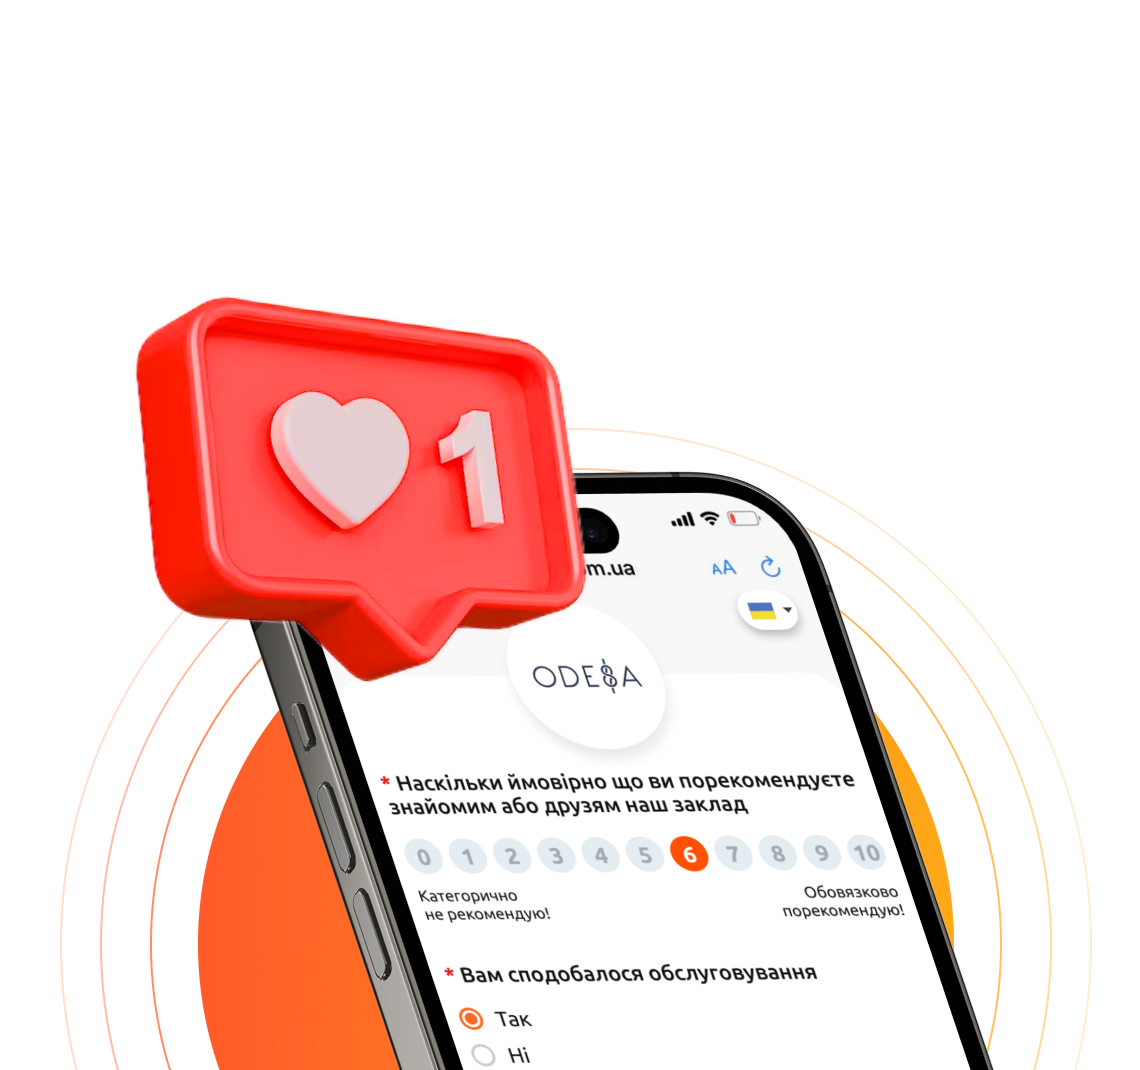 1
m.ua
AA
ODESA
* Наскільки ймовірно що ви порекомендуєте
знайомим або друзям наш заклад
0 1 2 3 4 5 6 7 8 9 10
Категорично
не рекомендую!
Обовязково
порекомендую!
* Вам сподобалося обслуговування
Так
Ні